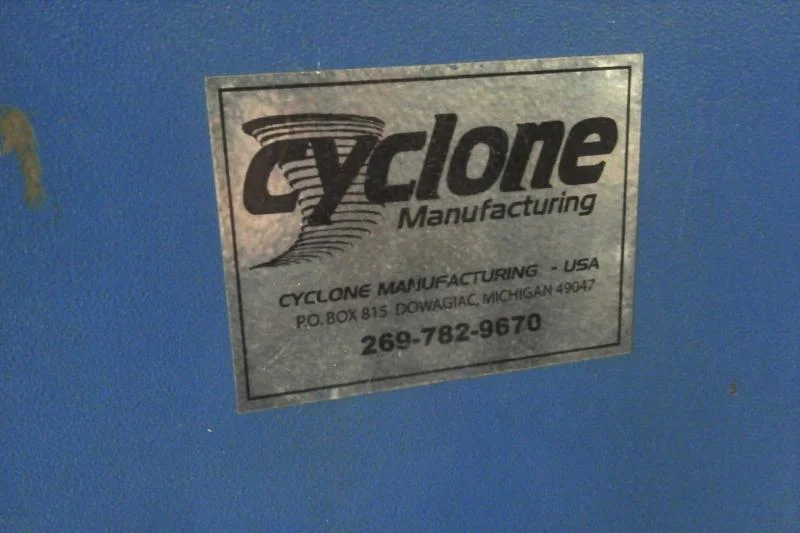 Cyclone
Manufacturing
CYCLONE MANUFACTURING - USA
P.O. BOX 815 DOWAGIAC, MICHIGAN 49047
269-782-9670